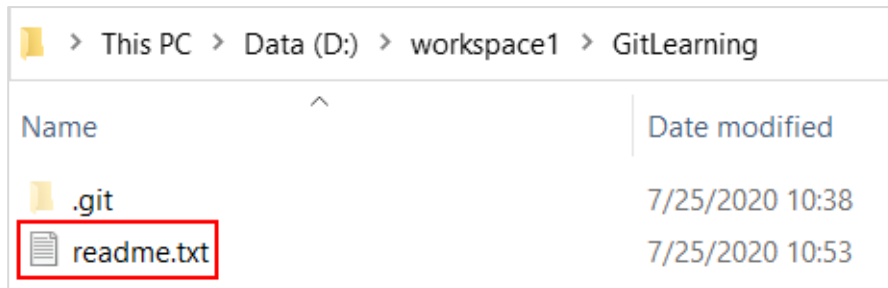 > This PC > Data (D:) > workspace1 > GitLearning
Name Date modified
.git 7/25/2020 10:38
readme.txt 7/25/2020 10:53